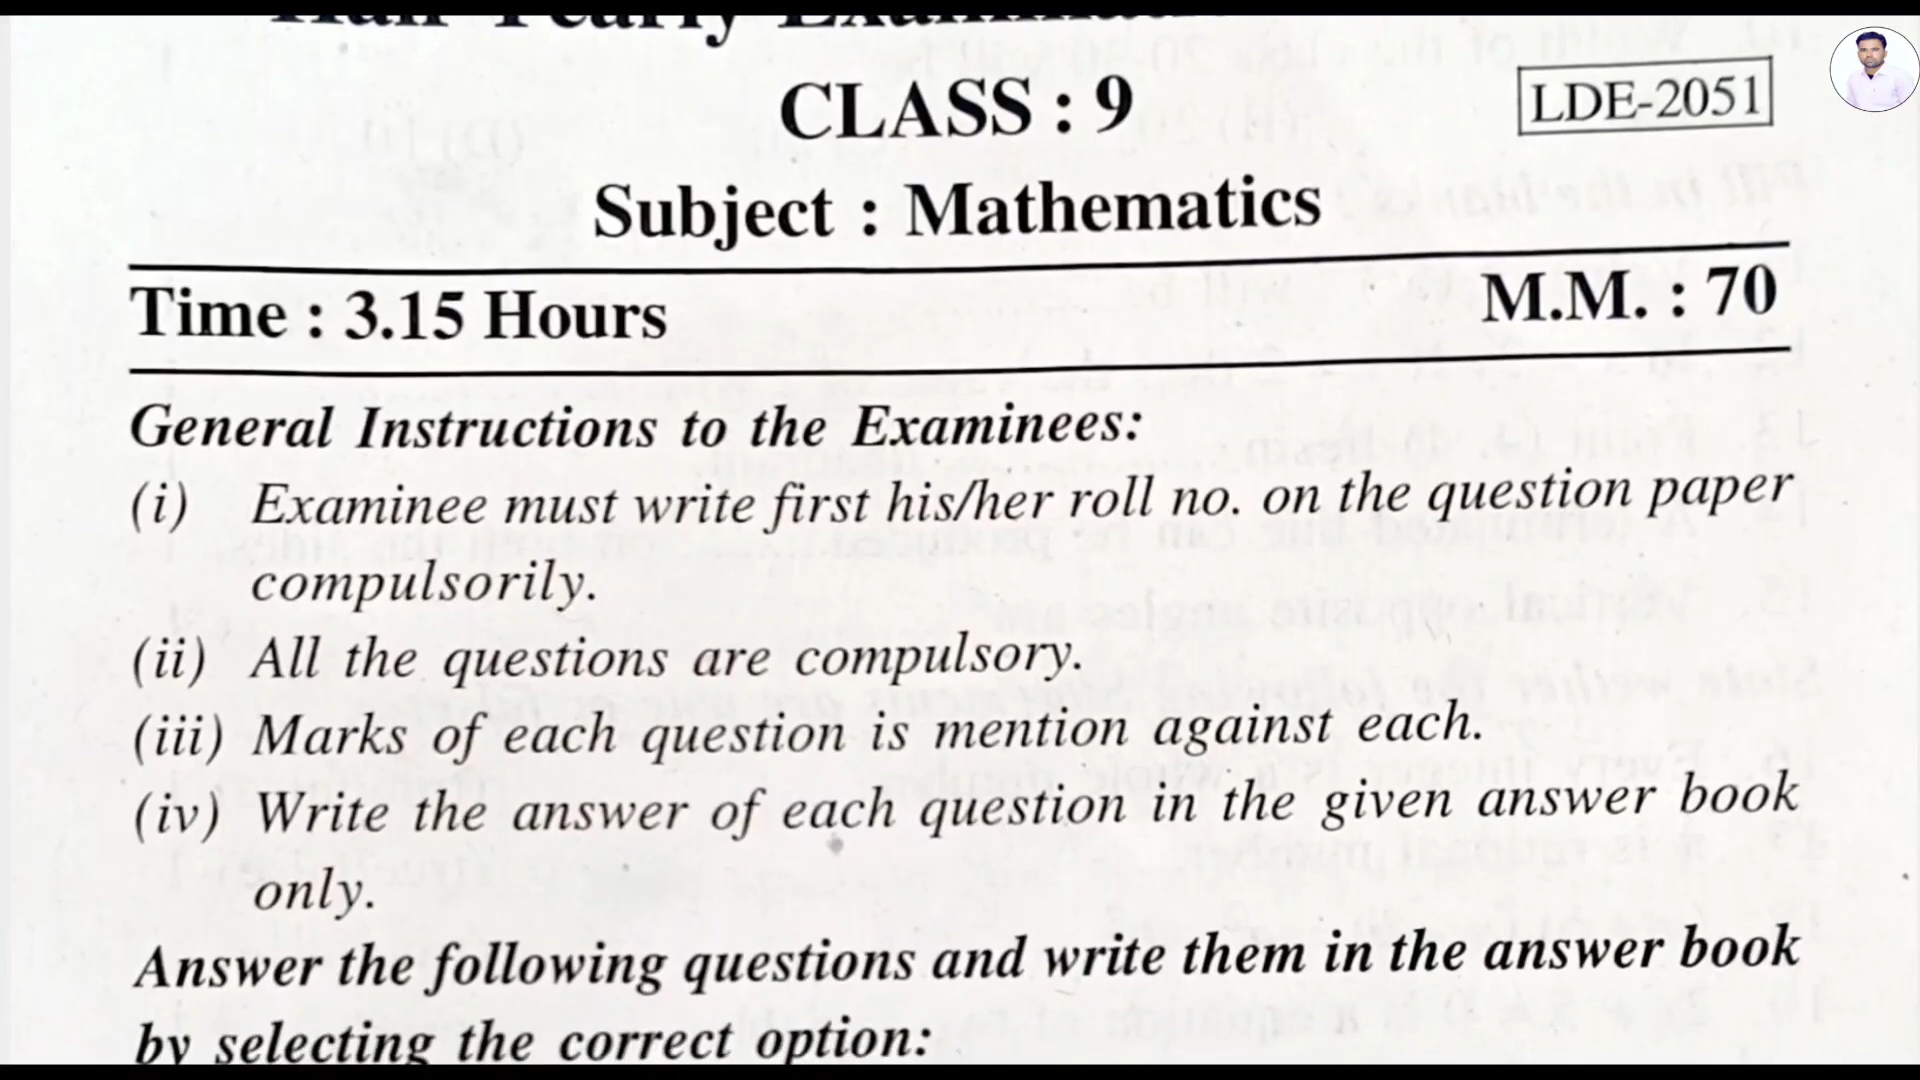 Half Yearly
CLASS : 9
LDE-2051
Subject : Mathematics
Time : 3.15 Hours
M.M. : 70
General Instructions to the Examinees:
(i) Examinee must write first his/her roll no. on the question paper
compulsorily.
(ii) All the questions are compulsory.
(iii) Marks of each question is mention against each.
(iv) Write the answer of each question in the given answer book
only.
Answer the following questions and write them in the answer book
by selecting the correct option: